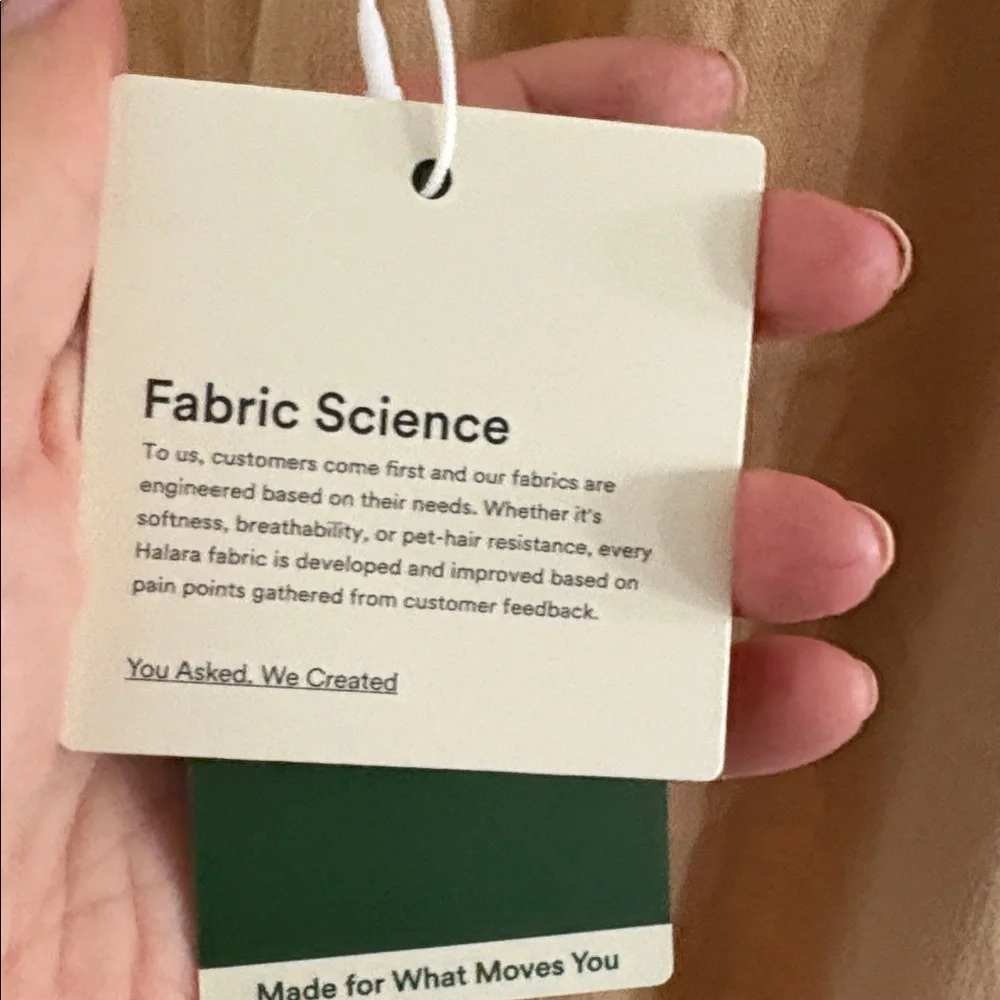 Fabric Science
To us, customers come first and our fabrics are
engineered based on their needs. Whether it's
softness, breathability, or pet-hair resistance, every
Halara fabric is developed and improved based on
pain points gathered from customer feedback.
You Asked. We Created
Made for What Moves You